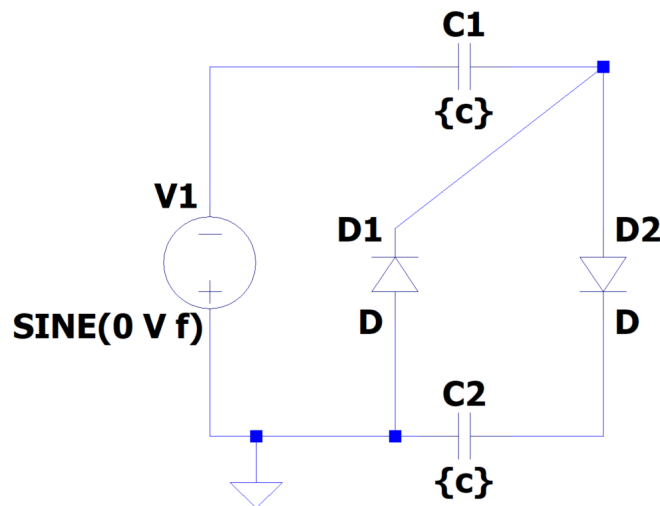 C1
{c}
V1
D1
D2
SINE(0 V f)
D
D
C2
{c}